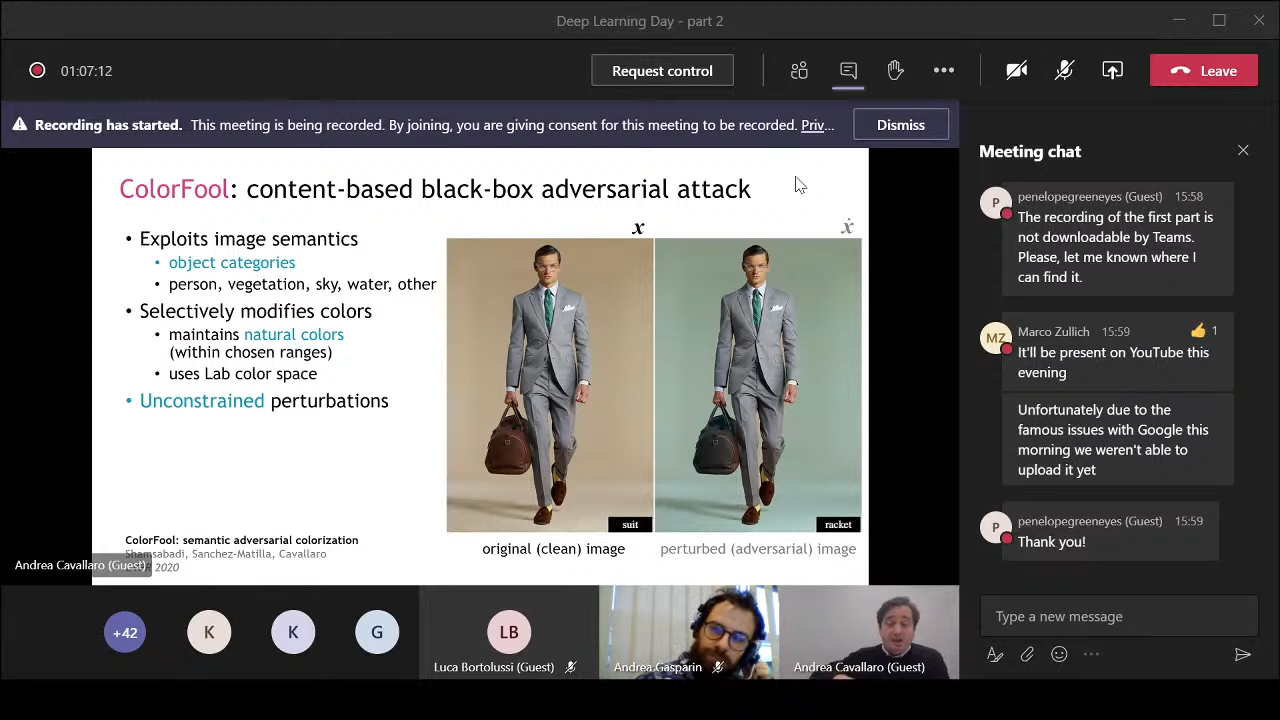 Deep Learning Day - part 2
01:07:12
Request control
Leave
Recording has started. This meeting is being recorded. By joining, you are giving consent for this meeting to be recorded. Priv...
Dismiss
ColorFool: content-based black-box adversarial attack
• Exploits image semantics
• object categories
• person, vegetation, sky, water, other
• Selectively modifies colors
• maintains natural colors
(within chosen ranges)
• uses Lab color space
• Unconstrained perturbations
x
ẋ
suit
racket
original (clean) image
perturbed (adversarial) image
ColorFool: semantic adversarial colorization
Shamsabadi, Sanchez-Matilla, Cavallaro
2020
Andrea Cavallaro (Guest)
+42
K
K
G
LB
Luca Bortolussi (Guest)
Andrea Gasparin
Andrea Cavallaro (Guest)
Meeting chat
P
penelopegreeneyes (Guest) 15:58
The recording of the first part is
not downloadable by Teams.
Please, let me known where I
can find it.
MZ
Marco Zullich 15:59
1
It'll be present on YouTube this
evening
Unfortunately due to the
famous issues with Google this
morning we weren't able to
upload it yet
P
penelopegreeneyes (Guest) 15:59
Thank you!
Type a new message